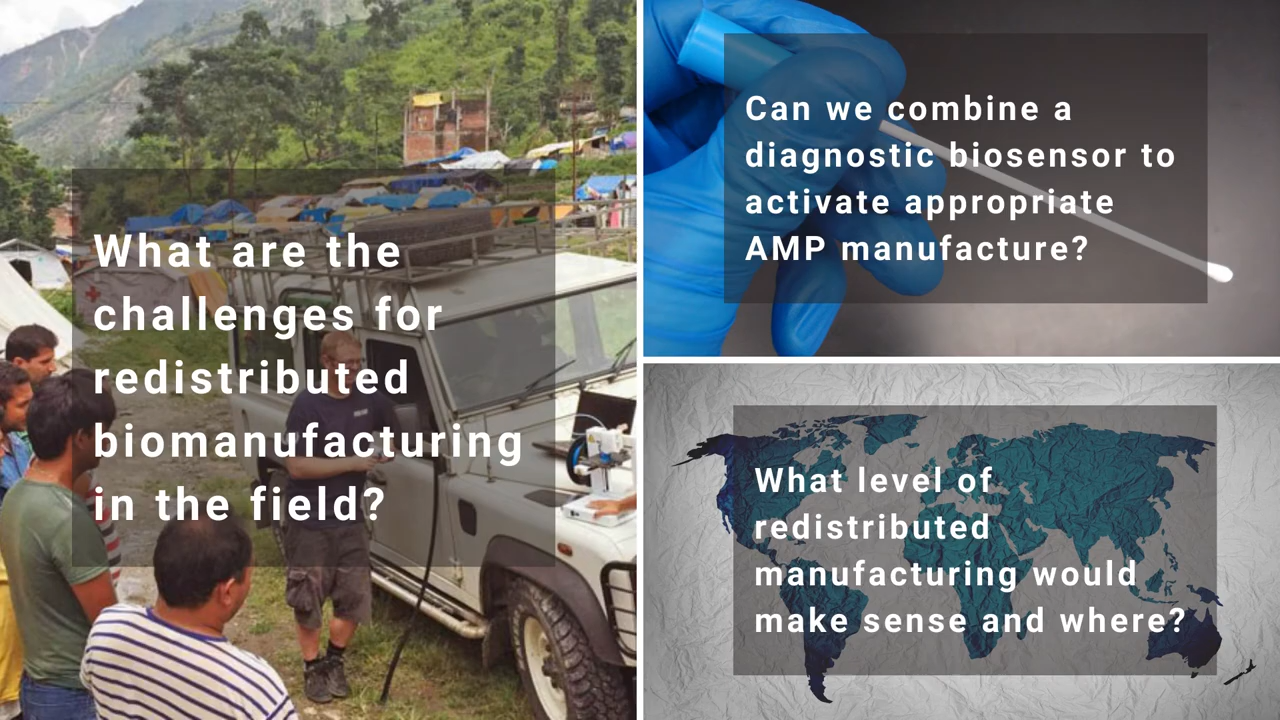 What are the
challenges for
redistributed
biomanufacturing
in the field?
Can we combine a
diagnostic biosensor to
activate appropriate
AMP manufacture?
What level of
redistributed
manufacturing would
make sense and where?